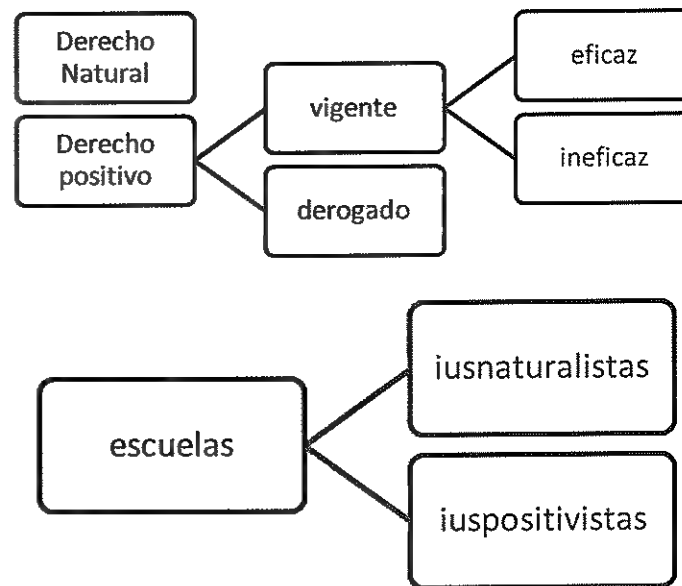 Derecho
Natural
Derecho
positivo
vigente
derogado
eficaz
ineficaz
escuelas
iusnaturalistas
iuspositivistas